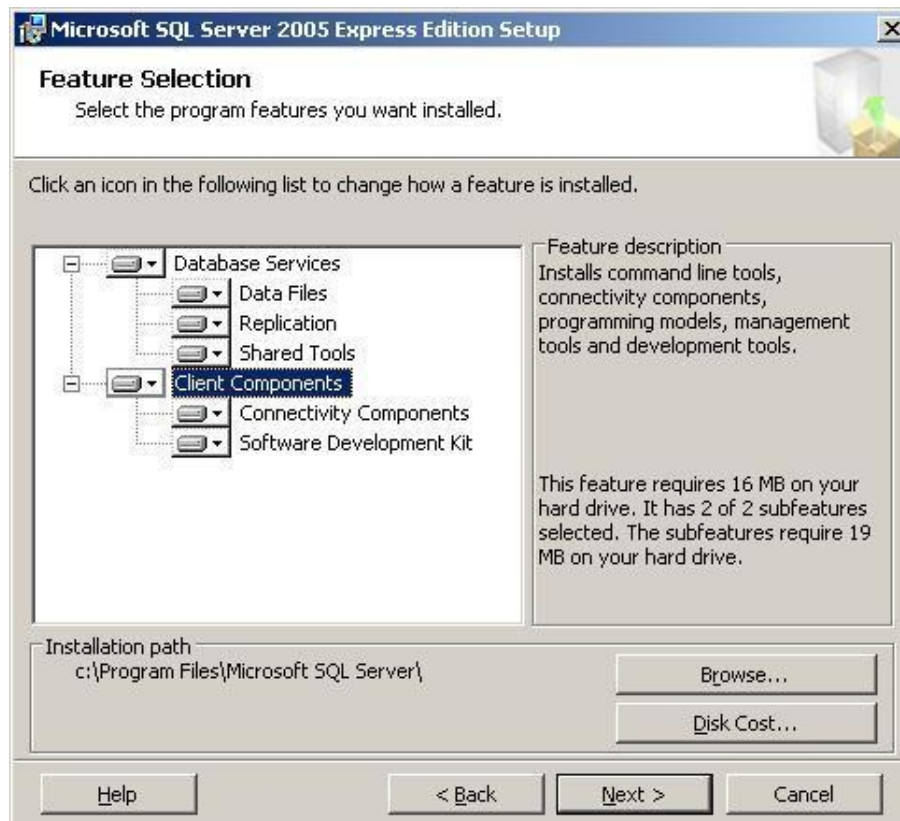 Microsoft SQL Server 2005 Express Edition Setup
Feature Selection
Select the program features you want installed.
Click an icon in the following list to change how a feature is installed.
Database Services
Data Files
Replication
Shared Tools
Client Components
Connectivity Components
Software Development Kit
Feature description
Installs command line tools,
connectivity components,
programming models, management
tools and development tools.
This feature requires 16 MB on your
hard drive. It has 2 of 2 subfeatures
selected. The subfeatures require 19
MB on your hard drive.
Installation path
c:\Program Files\Microsoft SQL Server\
Browse...
Disk Cost...
Help
< Back
Next >
Cancel